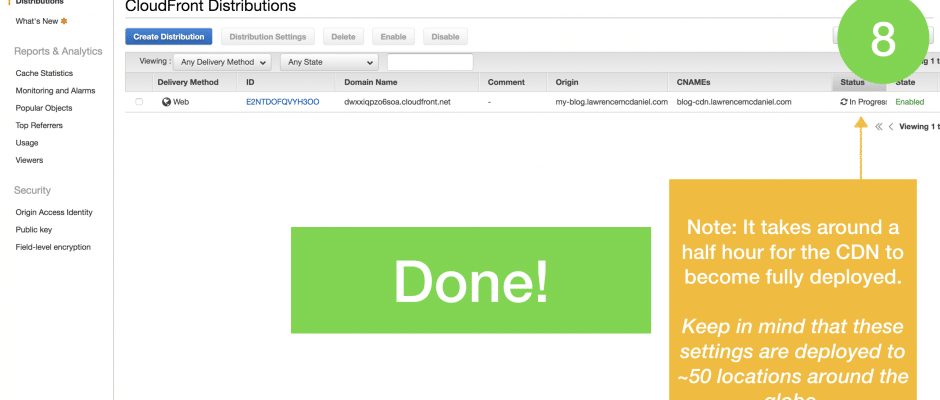 Distributions
What's New
Reports & Analytics
Cache Statistics
Monitoring and Alarms
Popular Objects
Top Referrers
Usage
Viewers
Security
Origin Access Identity
Public key
Field-level encryption
CloudFront Distributions
Create Distribution Distribution Settings Delete Enable Disable
8
Viewing : Any Delivery Method Any State
Delivery Method ID Domain Name Comment Origin CNAMEs Status State
Web E2NTDOFQVYH3OO dwxxiqpzo6soa.cloudfront.net - my-blog.lawrencemcdaniel.com blog-cdn.lawrencemcdaniel.com In Progres Enabled
Viewing 1 t
Done!
Note: It takes around a
half hour for the CDN to
become fully deployed.
Keep in mind that these
settings are deployed to
~50 locations around the
globe